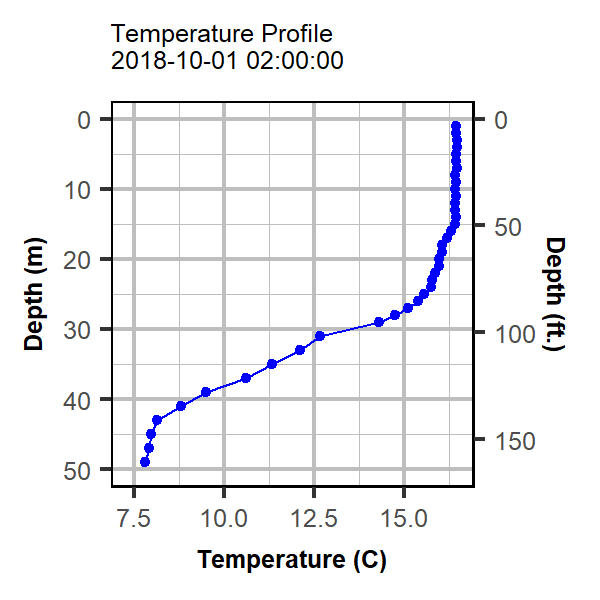 Temperature Profile
2018-10-01 02:00:00
0
10
20
30
40
50
Depth (m)
0
50
100
150
Depth (ft.)
7.5 10.0 12.5 15.0
Temperature (C)